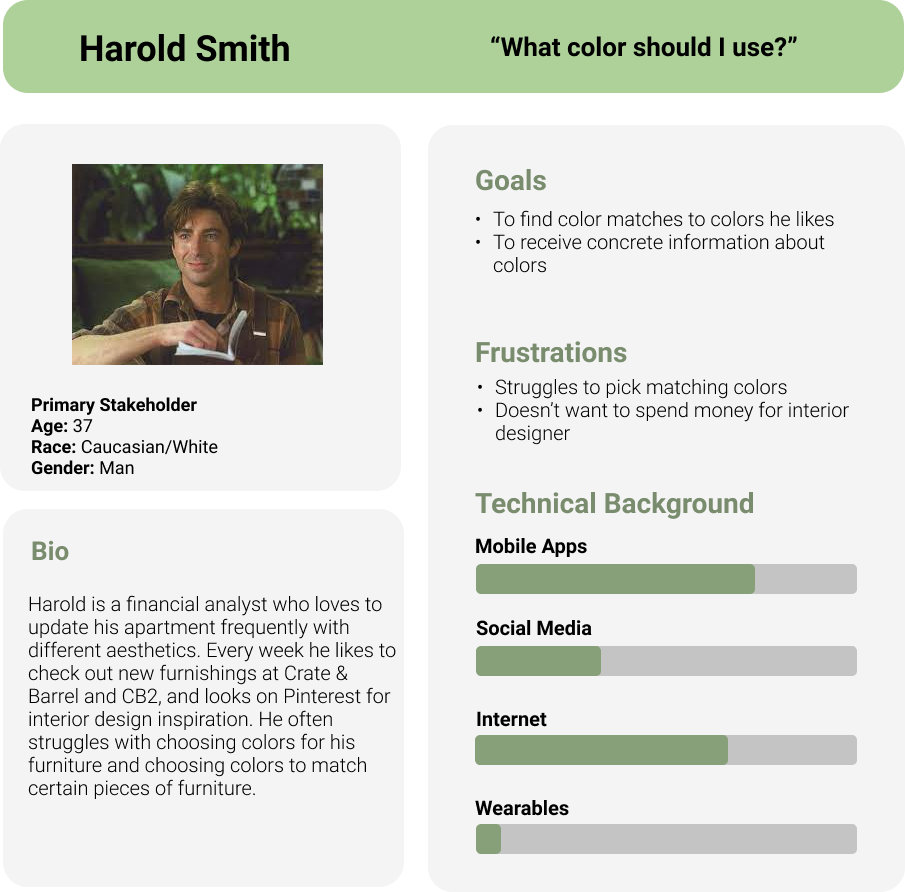 Harold Smith
“What color should I use?”
Primary Stakeholder
Age: 37
Race: Caucasian/White
Gender: Man
Bio
Harold is a financial analyst who loves to
update his apartment frequently with
different aesthetics. Every week he likes to
check out new furnishings at Crate &
Barrel and CB2, and looks on Pinterest for
interior design inspiration. He often
struggles with choosing colors for his
furniture and choosing colors to match
certain pieces of furniture.
Goals
• To find color matches to colors he likes
• To receive concrete information about
colors
Frustrations
• Struggles to pick matching colors
• Doesn’t want to spend money for interior
designer
Technical Background
Mobile Apps
Social Media
Internet
Wearables